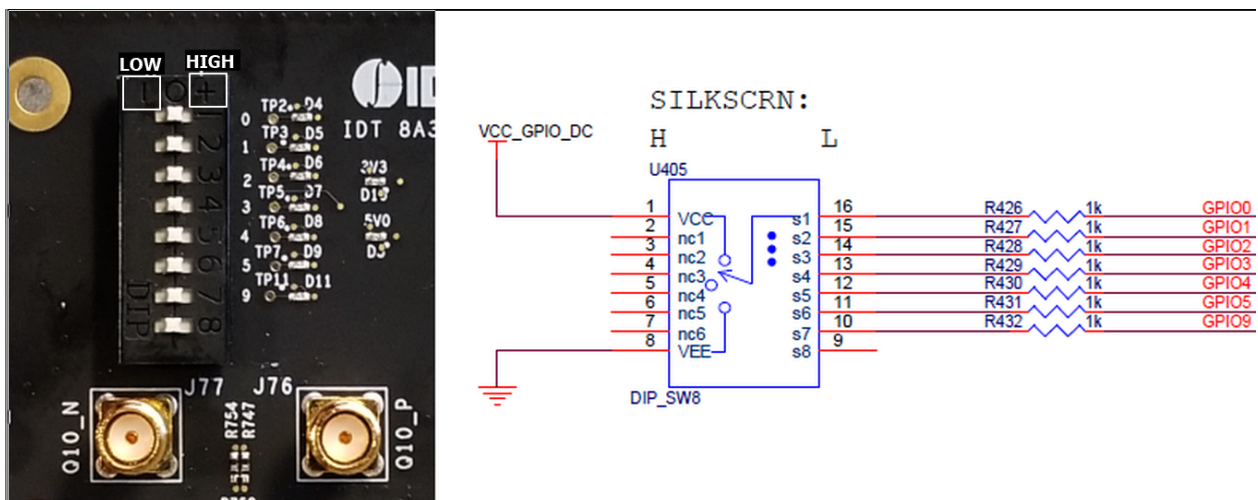 LOW HIGH
− O +
1
2
3
4
5
6
7
8
DIP
0
1
2
3
4
5
9
TP2 D4
TP3 D5
TP4 D6
TP5 D7
TP6 D8
TP7 D9
TP11 D11
IDT 8A3
3V3
5V0
D3
J77 J76
Q10_N
R754
R747
Q10_P
SILKSCRN:
H L
VCC_GPIO_DC
U405
1 VCC s1 16 R426 1k GPIO0
2 nc1 s2 15 R427 1k GPIO1
3 nc2 s3 14 R428 1k GPIO2
4 nc3 s4 13 R429 1k GPIO3
5 nc4 s5 12 R430 1k GPIO4
6 nc5 s6 11 R431 1k GPIO5
7 nc6 s7 10 R432 1k GPIO9
8 VEE s8 9
DIP_SW8